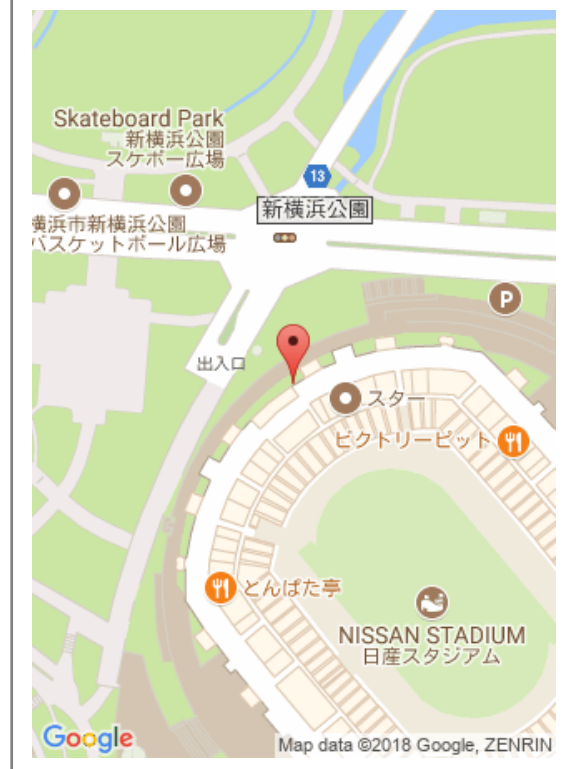 Skateboard Park
新横浜公園
スケボー広場
13
新横浜公園
横浜市新横浜公園
バスケットボール広場
P
出入口
スター
ビクトリーピット
とんぱた亭
NISSAN STADIUM
日産スタジアム
Google
Map data ©2018 Google, ZENRIN